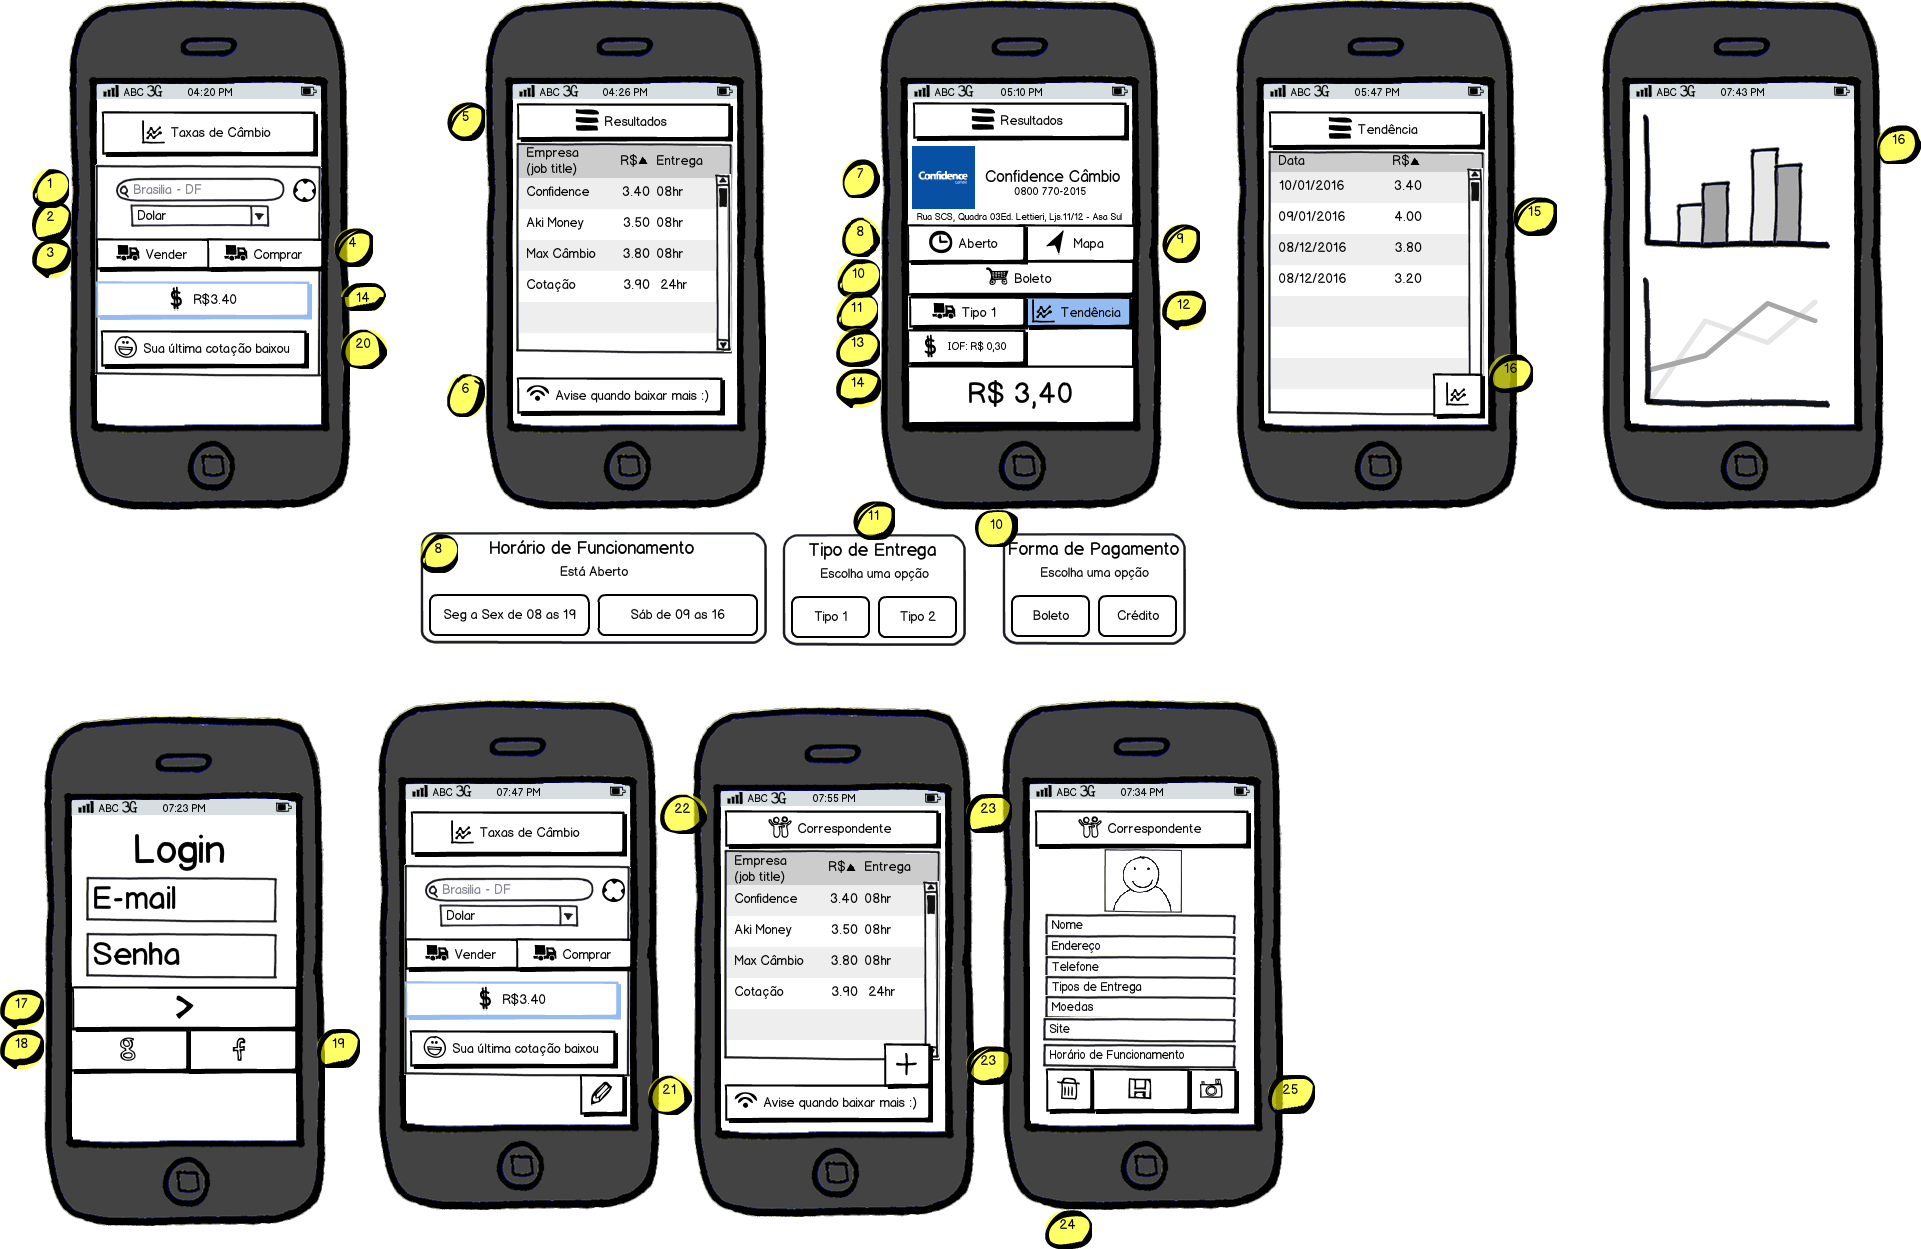 ABC 3G 04:20 PM
Taxas de Câmbio
1
Brasilia - DF
2
Dolar
3
Vender
Comprar
4
R$3.40
14
Sua última cotação baixou
20
ABC 3G 04:26 PM
5
Resultados
Empresa
(job title)
R$ Entrega
Confidence 3.40 08hr
Aki Money 3.50 08hr
Max Câmbio 3.80 08hr
Cotação 3.90 24hr
6
Avise quando baixar mais :)
ABC 3G 05:10 PM
Resultados
7
Confidence
Confidence Câmbio
0800 770-2015
Rua SCS, Quadra 03Ed. Lettieri, Ljs.11/12 - Asa Sul
8
Aberto
Mapa
9
10
Boleto
11
Tipo 1
Tendência
12
13
IOF: R$ 0,30
14
R$ 3,40
ABC 3G 05:47 PM
Tendência
Data R$
10/01/2016 3.40
09/01/2016 4.00
08/12/2016 3.80
08/12/2016 3.20
15
16
ABC 3G 07:43 PM
16
8
Horário de Funcionamento
Está Aberto
Seg a Sex de 08 as 19
Sáb de 09 as 16
11
Tipo de Entrega
Escolha uma opção
Tipo 1
Tipo 2
10
Forma de Pagamento
Escolha uma opção
Boleto
Crédito
ABC 3G 07:23 PM
Login
E-mail
Senha
17
>
18
g
f
19
ABC 3G 07:47 PM
Taxas de Câmbio
Brasilia - DF
Dolar
Vender
Comprar
R$3.40
Sua última cotação baixou
21
22
ABC 3G 07:55 PM
Correspondente
Empresa
(job title)
R$ Entrega
Confidence 3.40 08hr
Aki Money 3.50 08hr
Max Câmbio 3.80 08hr
Cotação 3.90 24hr
+
23
Avise quando baixar mais :)
23
ABC 3G 07:34 PM
Correspondente
Nome
Endereço
Telefone
Tipos de Entrega
Moedas
Site
Horário de Funcionamento
25
24